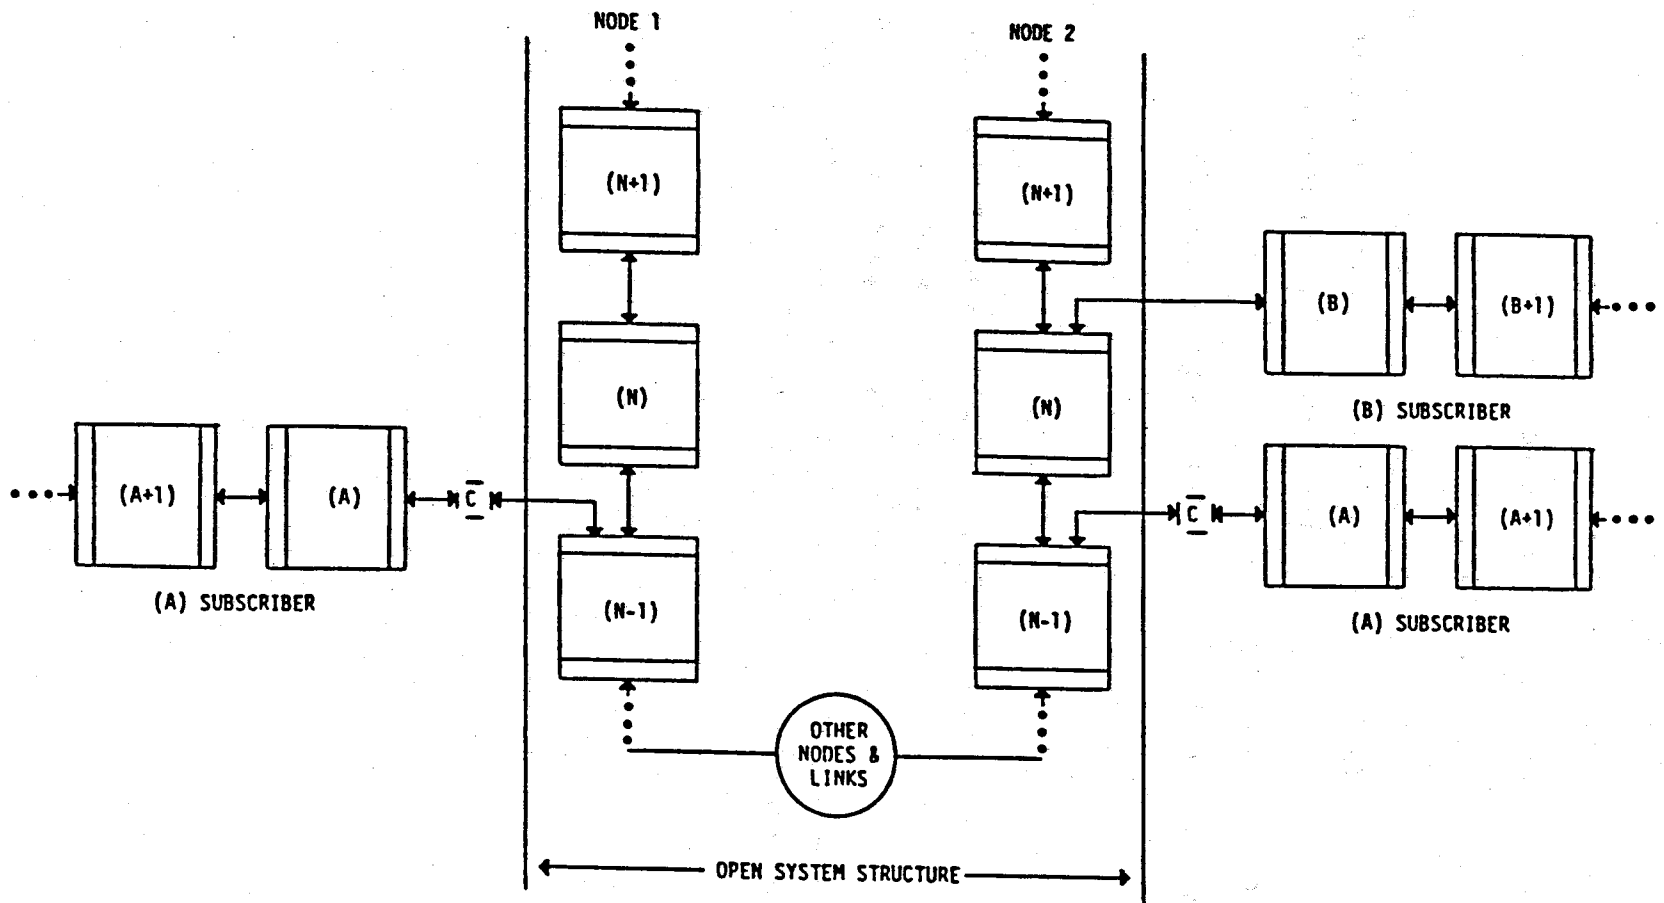 NODE 1
NODE 2
(N+1)
(N+1)
(B)
(B+1)
(N)
(N)
(B) SUBSCRIBER
(A+1)
(A)
C
C
(A)
(A+1)
(A) SUBSCRIBER
(N-1)
(N-1)
(A) SUBSCRIBER
OTHER
NODES &
LINKS
OPEN SYSTEM STRUCTURE